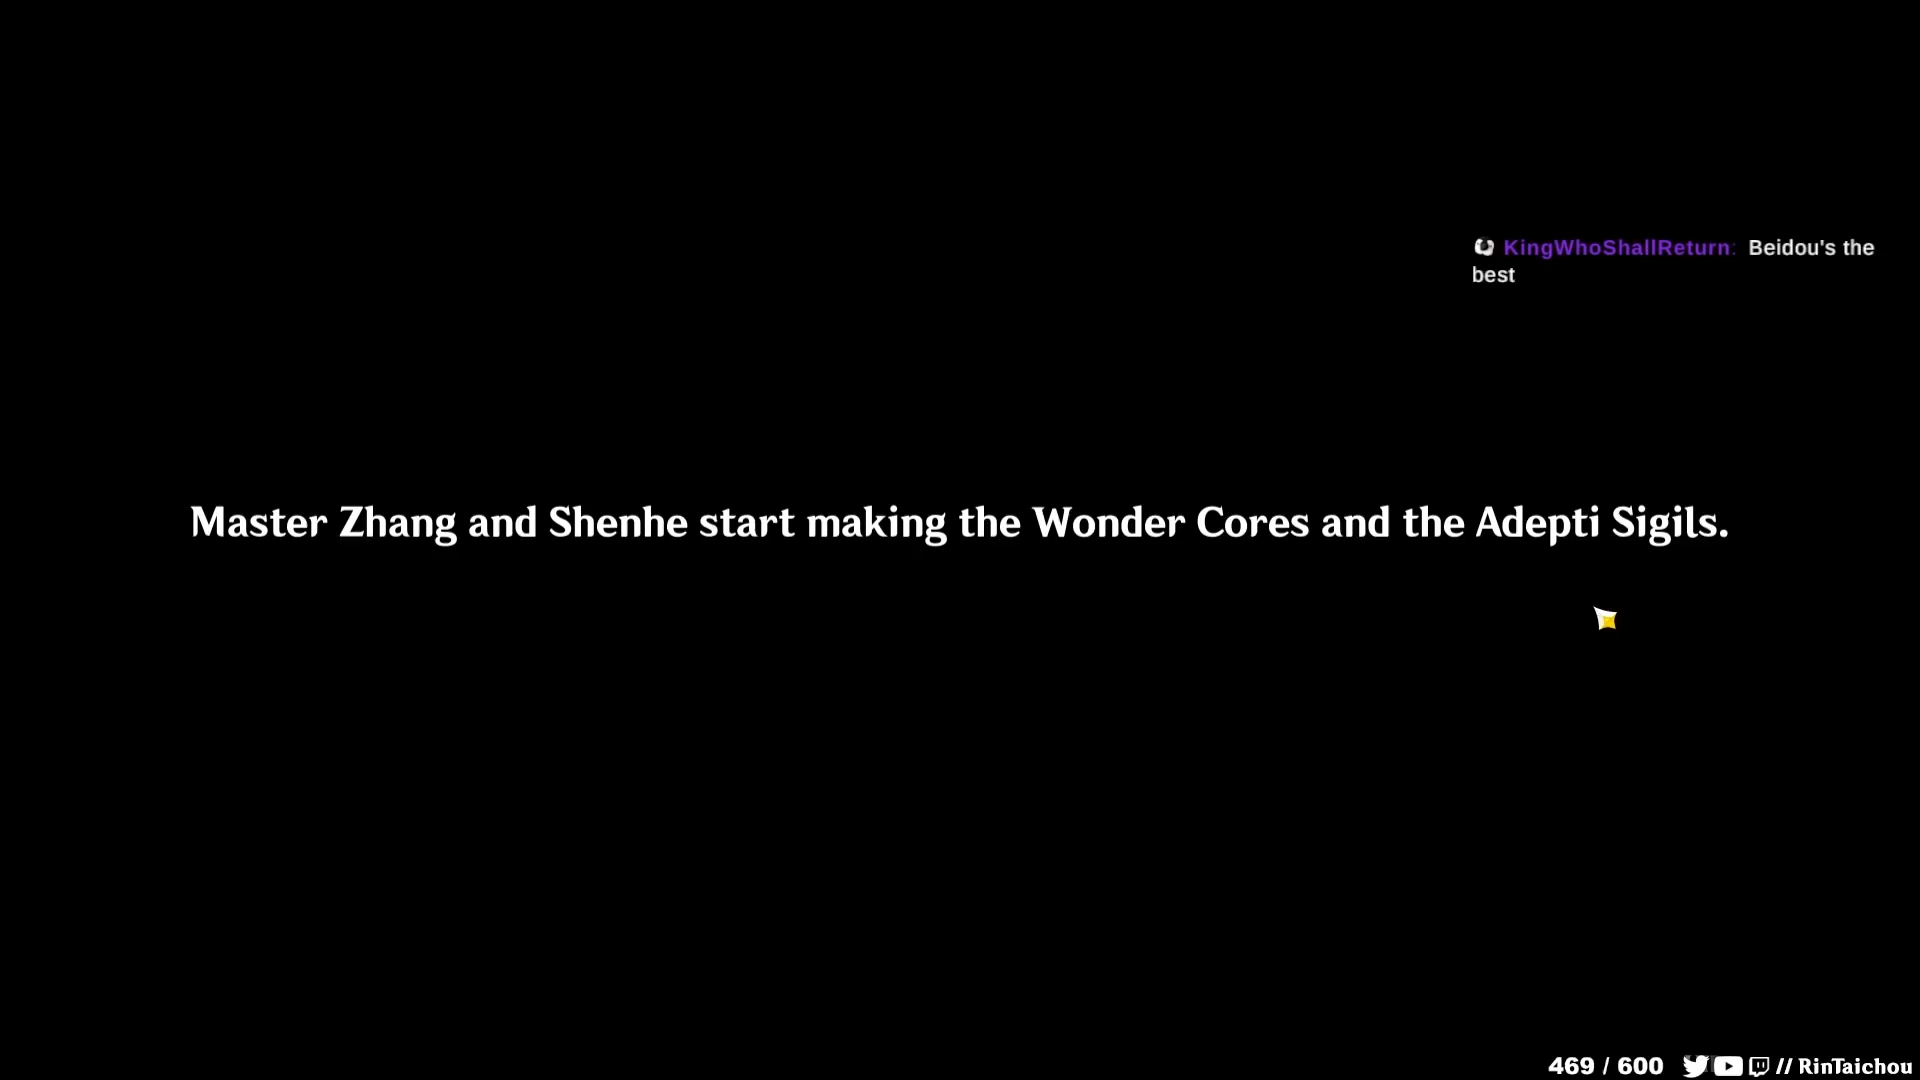 KingWhoShallReturn: Beidou's the
best
Master Zhang and Shenhe start making the Wonder Cores and the Adepti Sigils.
469 / 600 // RinTaichou